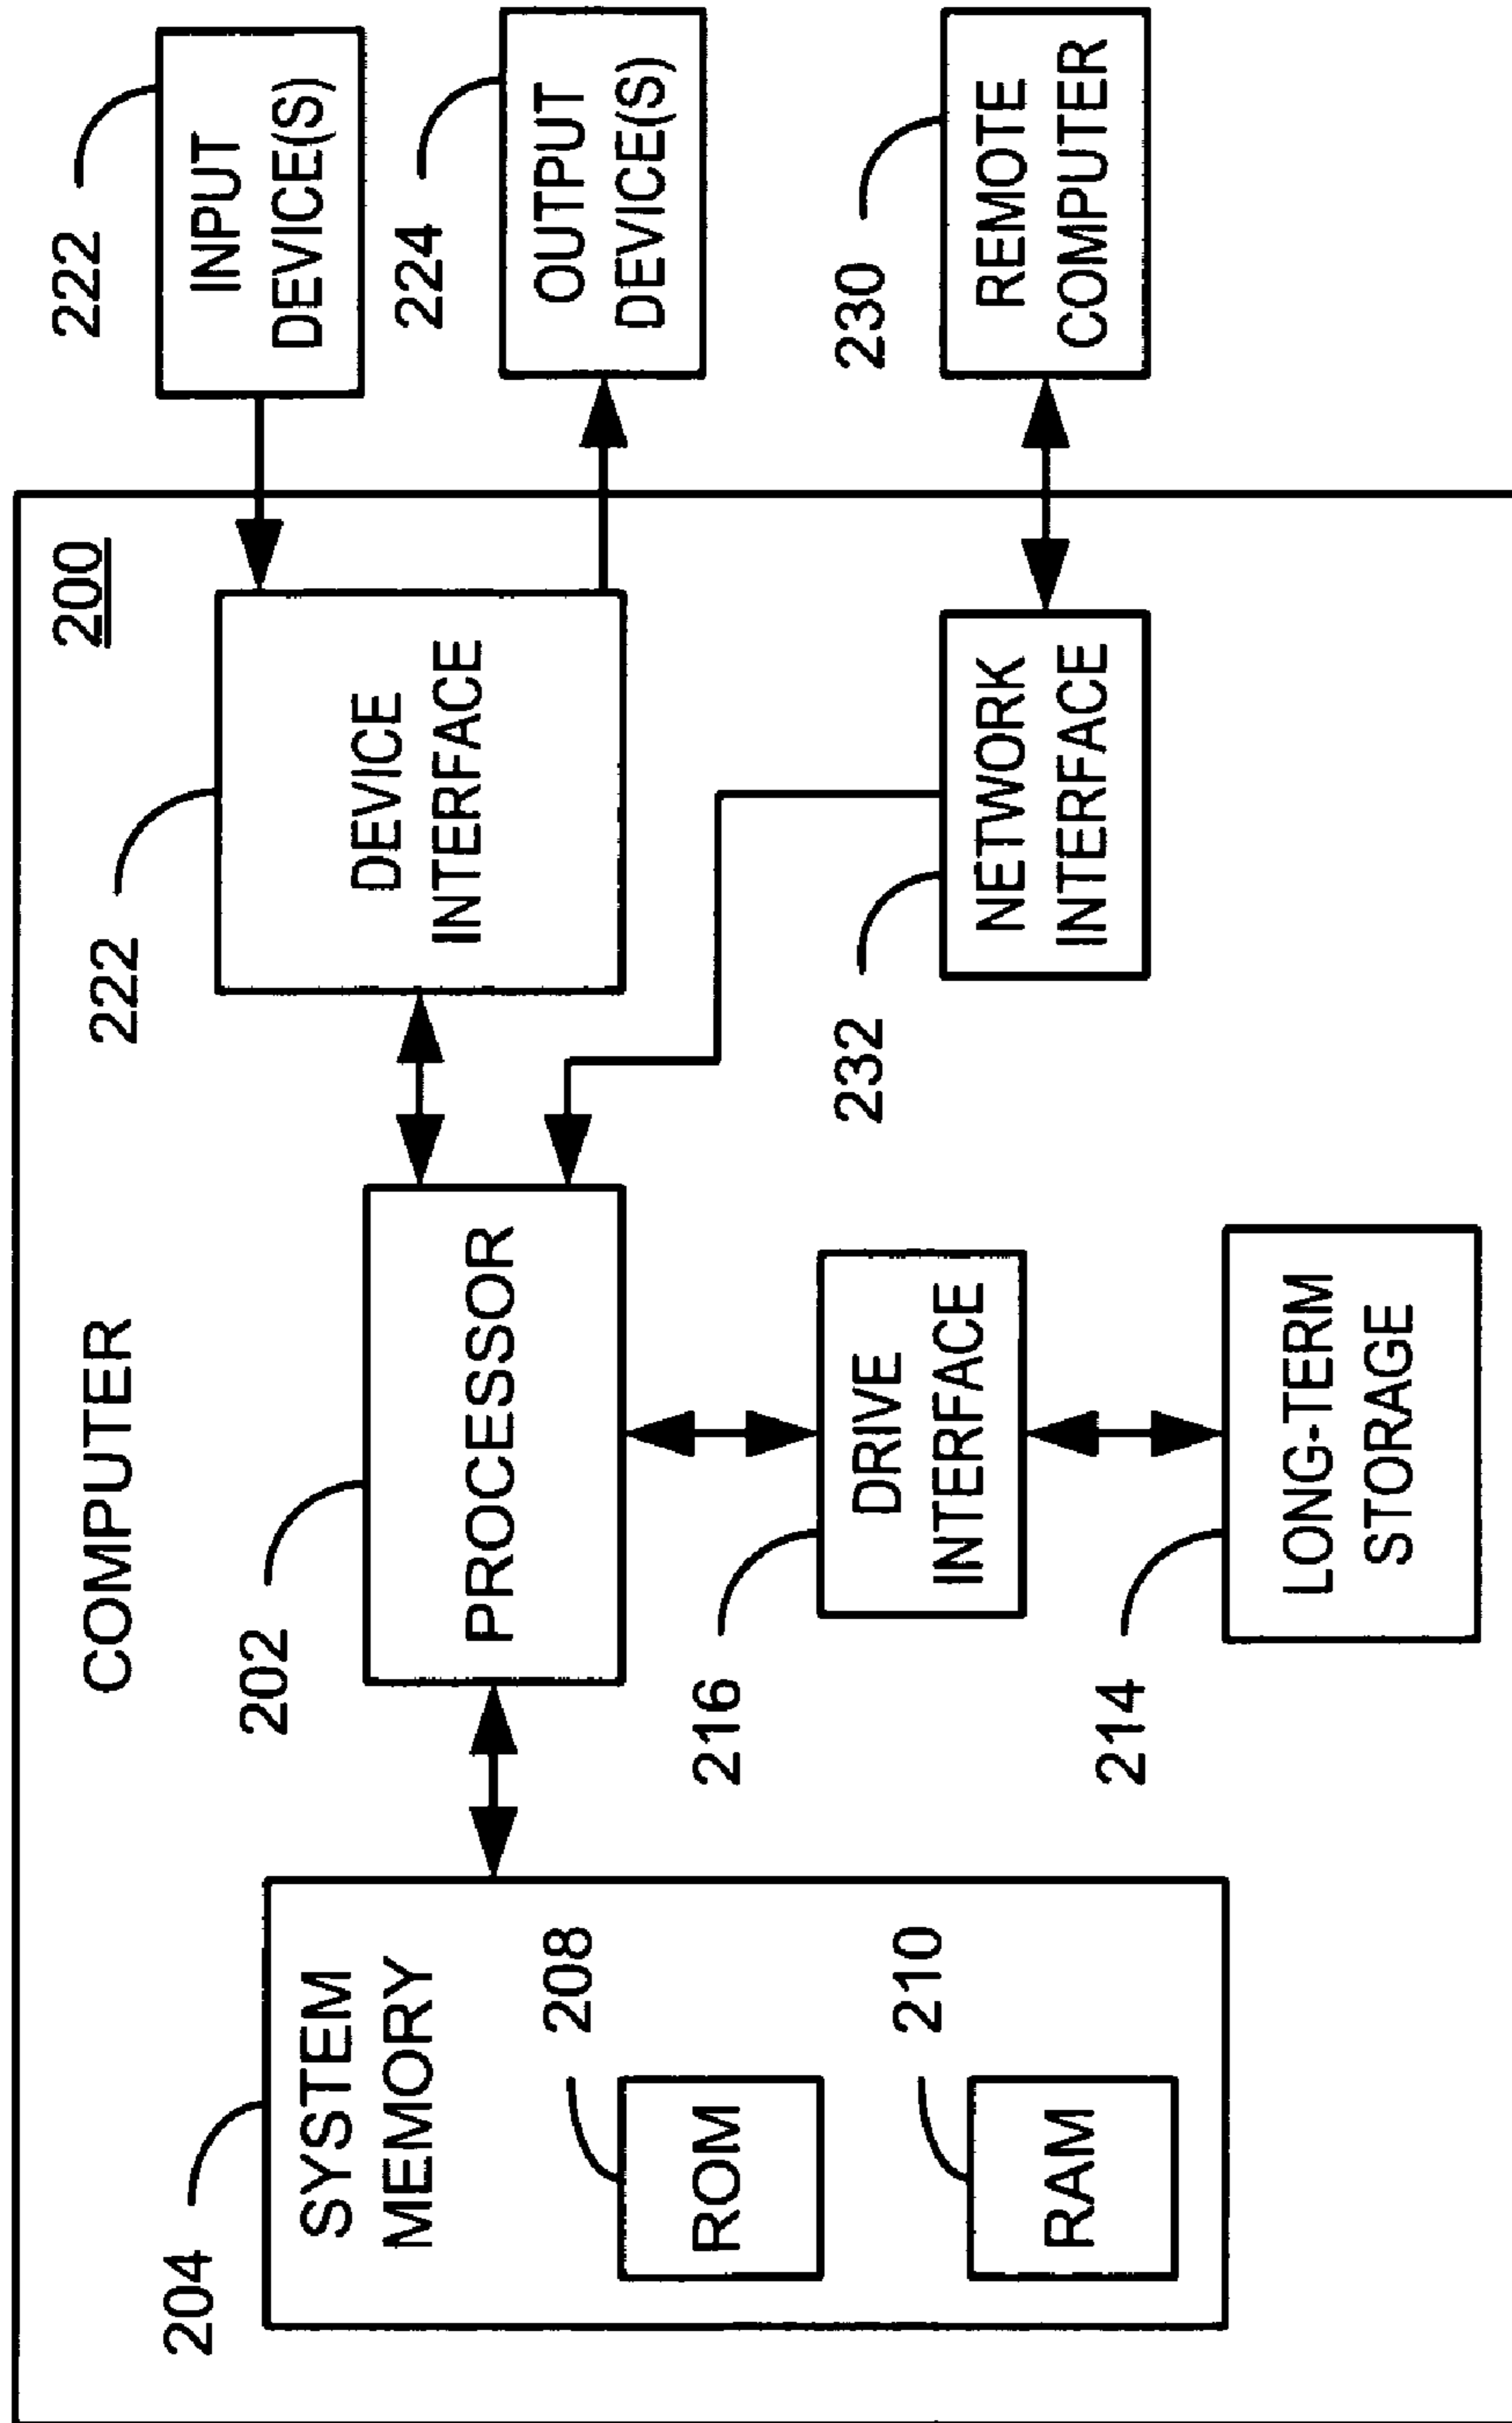 COMPUTER
200
204
SYSTEM
MEMORY
208
ROM
210
RAM
202
PROCESSOR
216
DRIVE
INTERFACE
214
LONG-TERM
STORAGE
222
DEVICE
INTERFACE
232
NETWORK
INTERFACE
222
INPUT
DEVICE(S)
224
OUTPUT
DEVICE(S)
230
REMOTE
COMPUTER